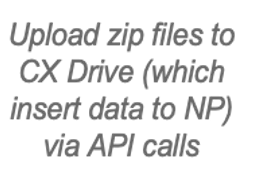 Upload zip files to
CX Drive (which
insert data to NP)
via API calls